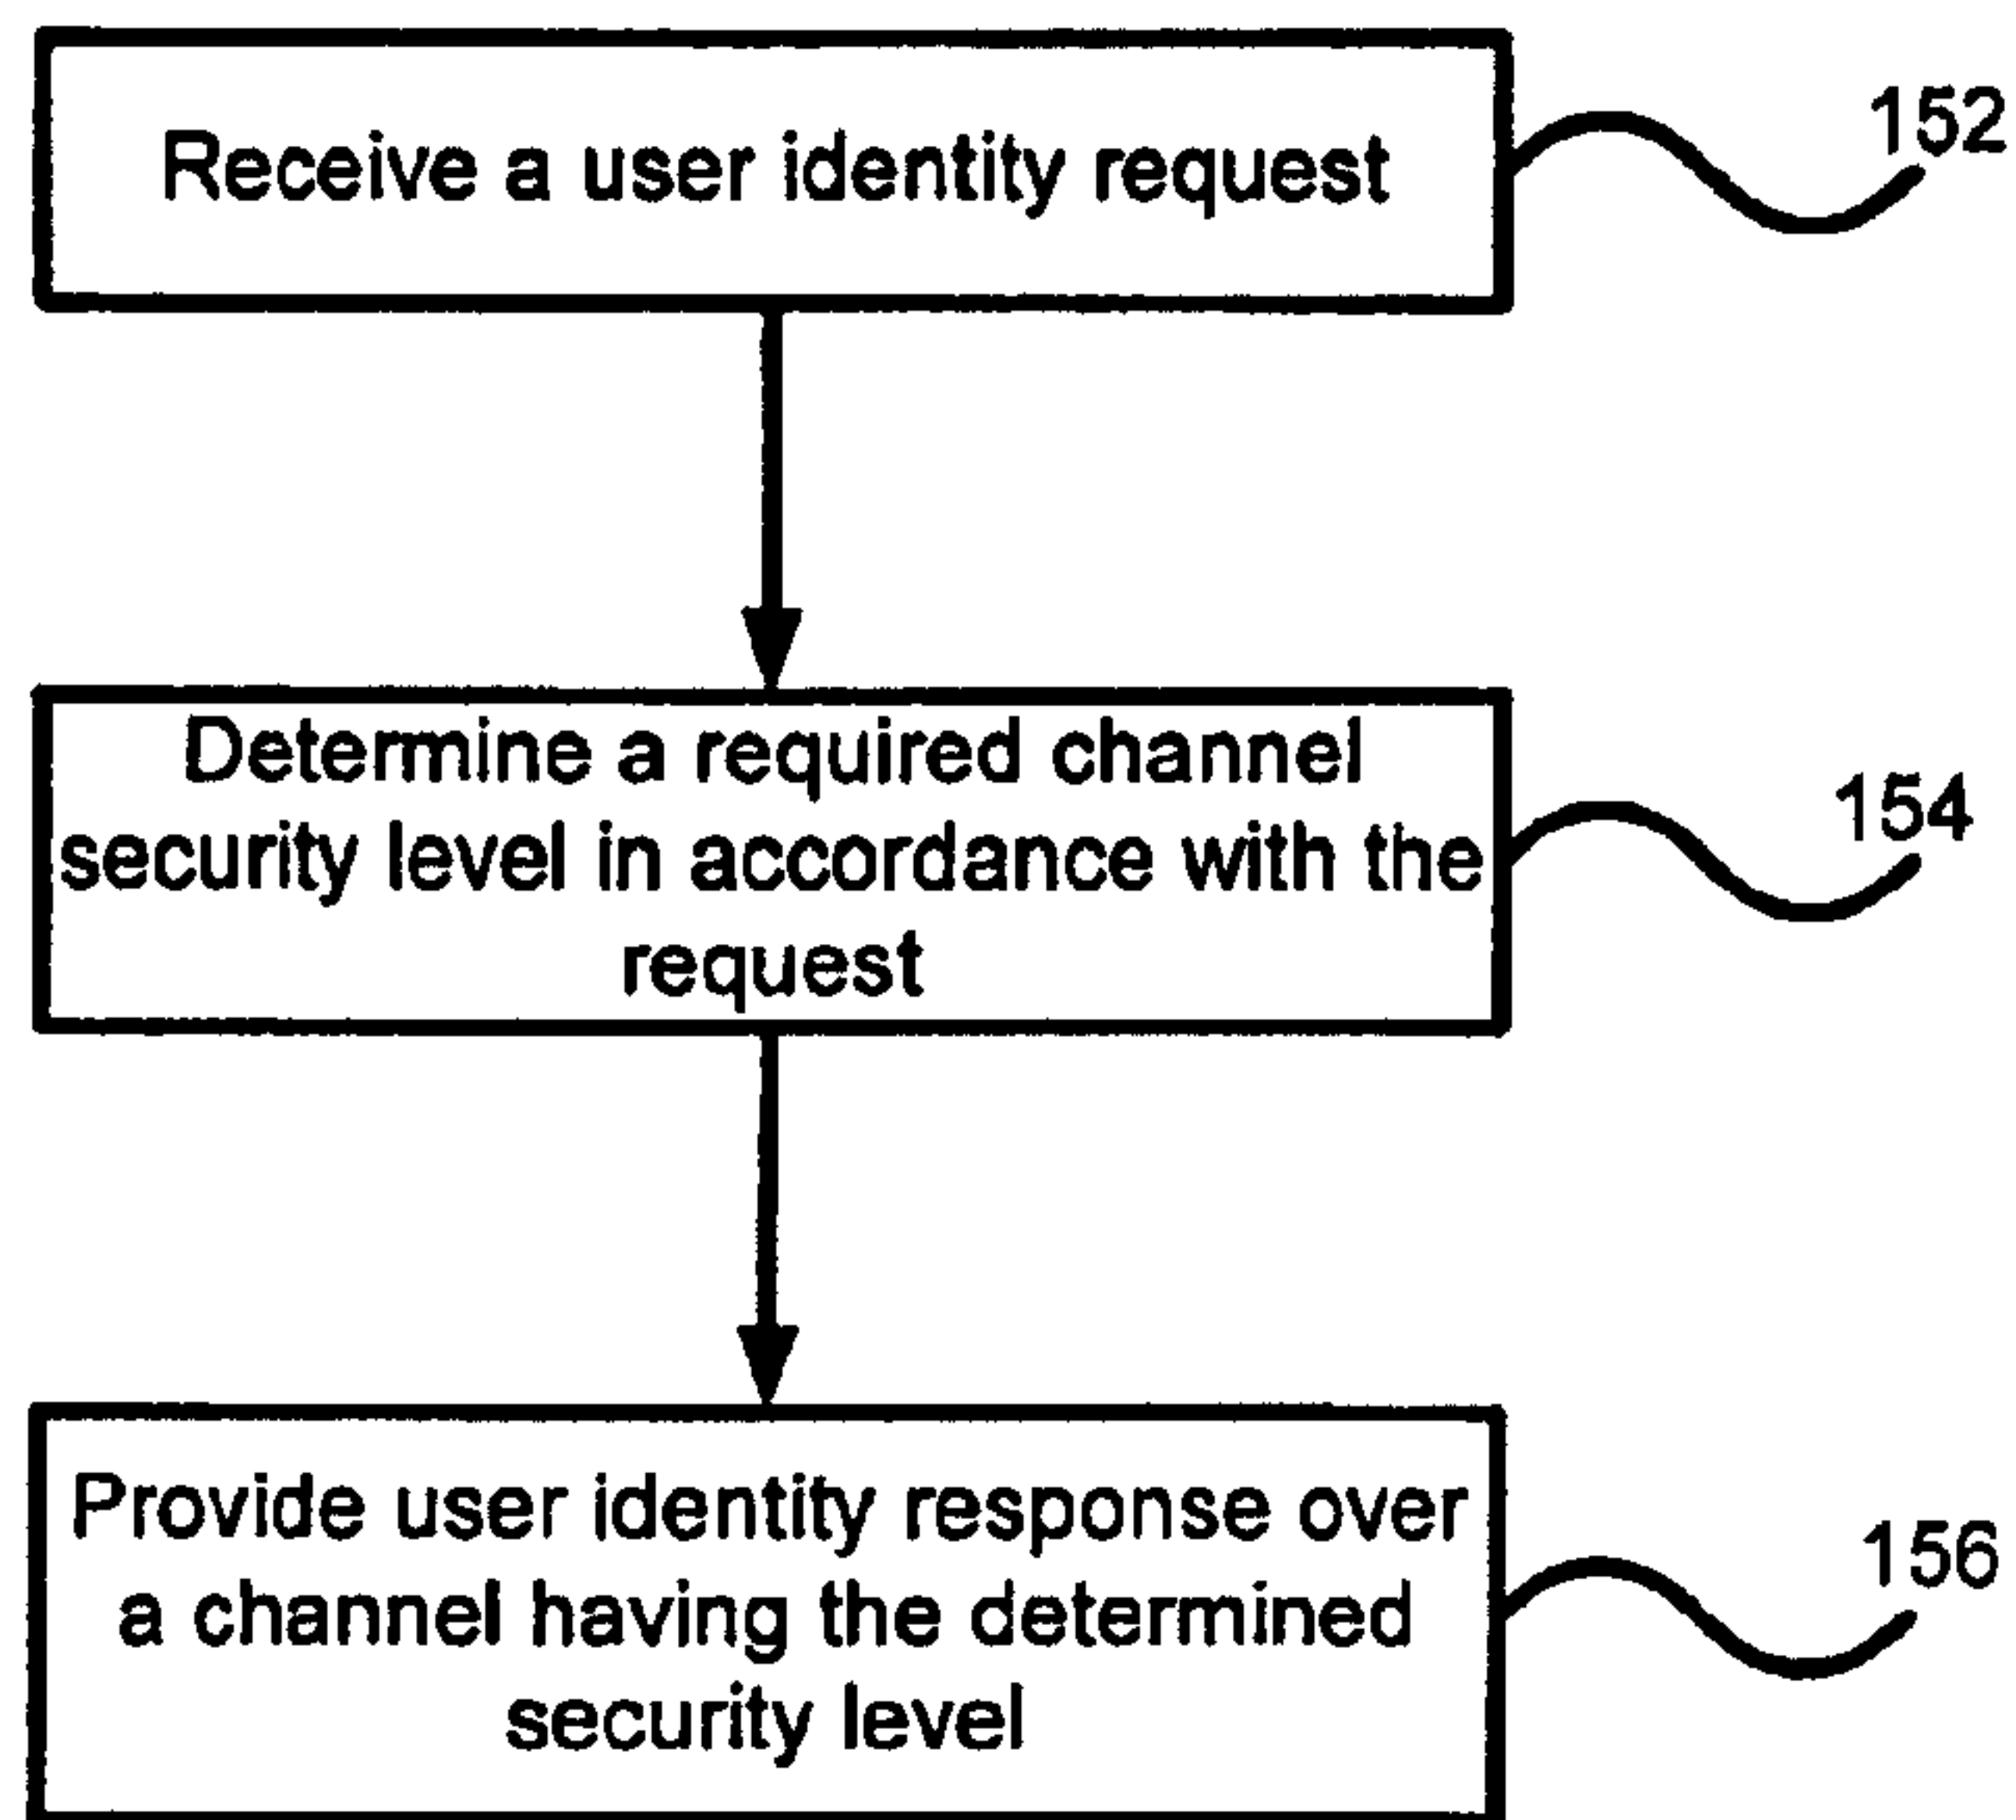 Receive a user identity request
152
Determine a required channel
security level in accordance with the
request
154
Provide user identity response over
a channel having the determined
security level
156